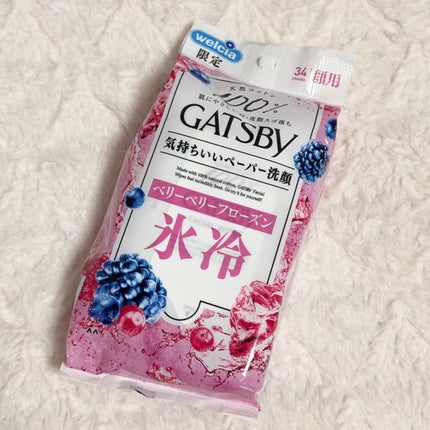 welcia
限定
34
sheets
顔用
天然コットン
100%
GATSBY
気持ちいいペーパー洗顔
Made with 100% natural cotton, GATSBY Facial
Wipes feel incredibly fresh. Go try it for yourself!
ベリーベリーフローズン
氷冷